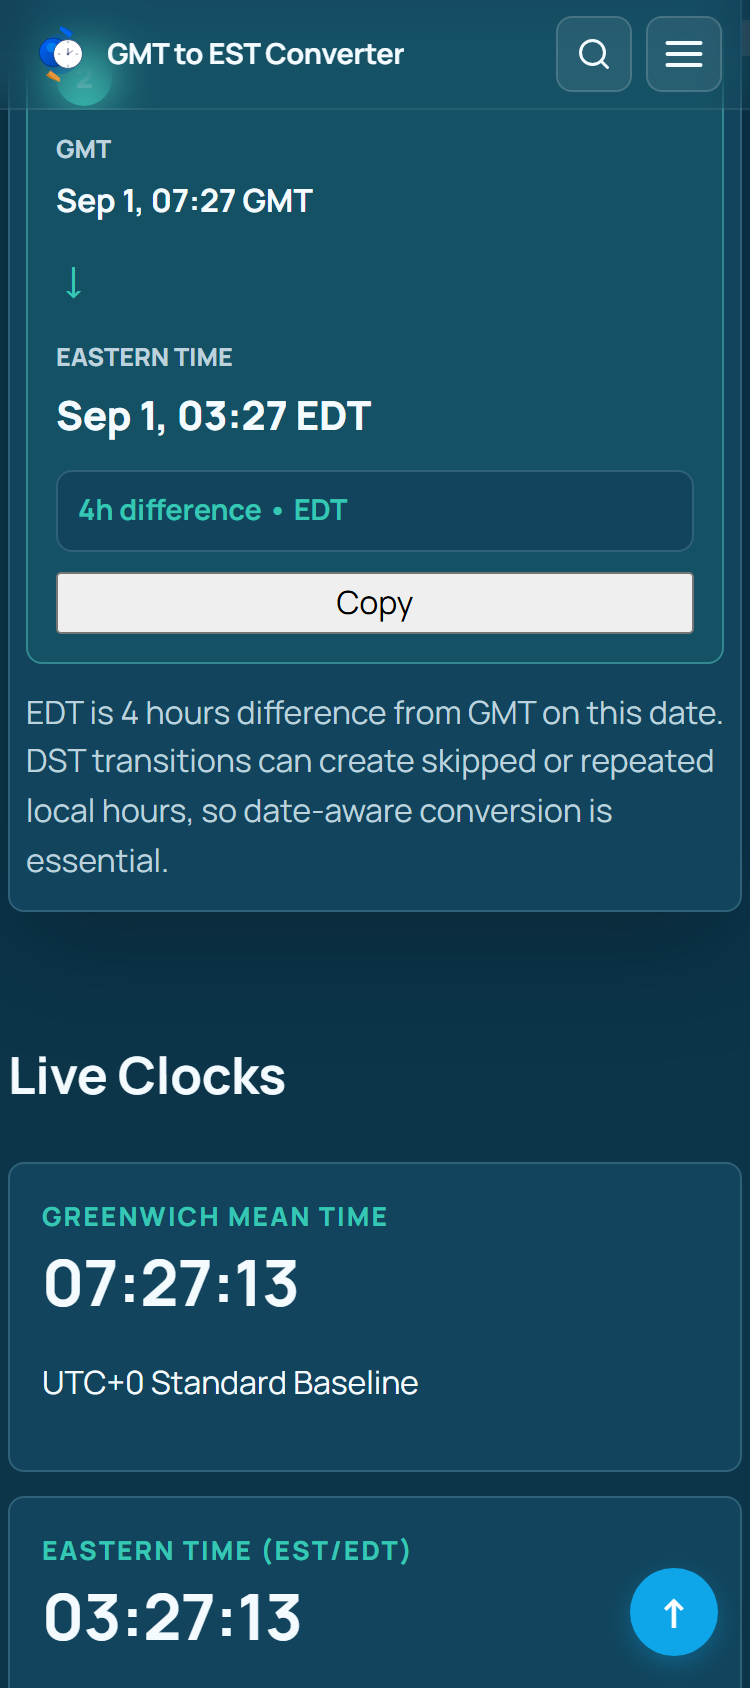 GMT to EST Converter
2
GMT
Sep 1, 07:27 GMT
↓
EASTERN TIME
Sep 1, 03:27 EDT
4h difference • EDT
Copy
EDT is 4 hours difference from GMT on this date.
DST transitions can create skipped or repeated
local hours, so date-aware conversion is
essential.
Live Clocks
GREENWICH MEAN TIME
07:27:13
UTC+0 Standard Baseline
EASTERN TIME (EST/EDT)
03:27:13
↑